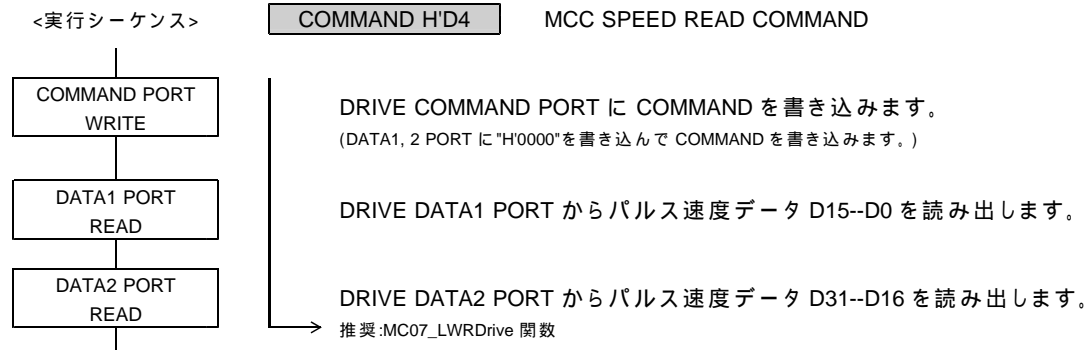 <実行シーケンス> COMMAND H'D4 MCC SPEED READ COMMAND
COMMAND PORT
WRITE
DRIVE COMMAND PORT に COMMAND を書き込みます。
(DATA1, 2 PORT に"H'0000"を書き込んで COMMAND を書き込みます。)
DATA1 PORT
READ
DRIVE DATA1 PORT からパルス速度データ D15--D0 を読み出します。
DATA2 PORT
READ
DRIVE DATA2 PORT からパルス速度データ D31--D16 を読み出します。
推奨:MC07_LWRDrive 関数